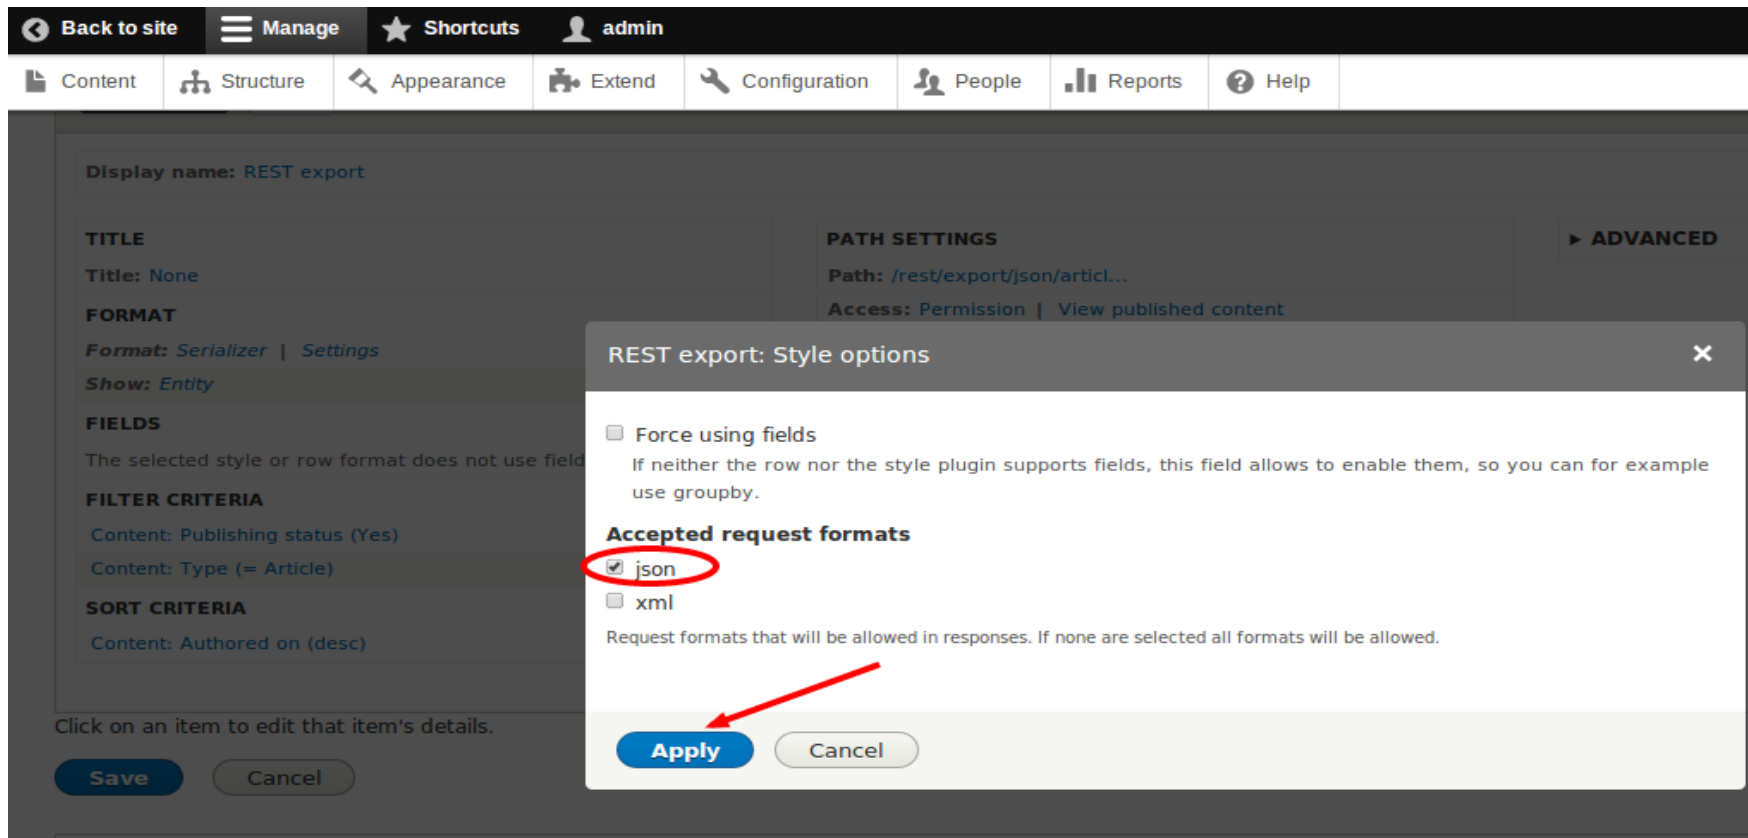 Back to site Manage Shortcuts admin
Content Structure Appearance Extend Configuration People Reports Help
Display name: REST export
TITLE
Title: None
FORMAT
Format: Serializer | Settings
Show: Entity
FIELDS
The selected style or row format does not use field
FILTER CRITERIA
Content: Publishing status (Yes)
Content: Type (= Article)
SORT CRITERIA
Content: Authored on (desc)
PATH SETTINGS
Path: /rest/export/json/articl...
Access: Permission | View published content
► ADVANCED
REST export: Style options
Force using fields
If neither the row nor the style plugin supports fields, this field allows to enable them, so you can for example
use groupby.
Accepted request formats
json
xml
Request formats that will be allowed in responses. If none are selected all formats will be allowed.
Apply Cancel
Click on an item to edit that item's details.
Save Cancel